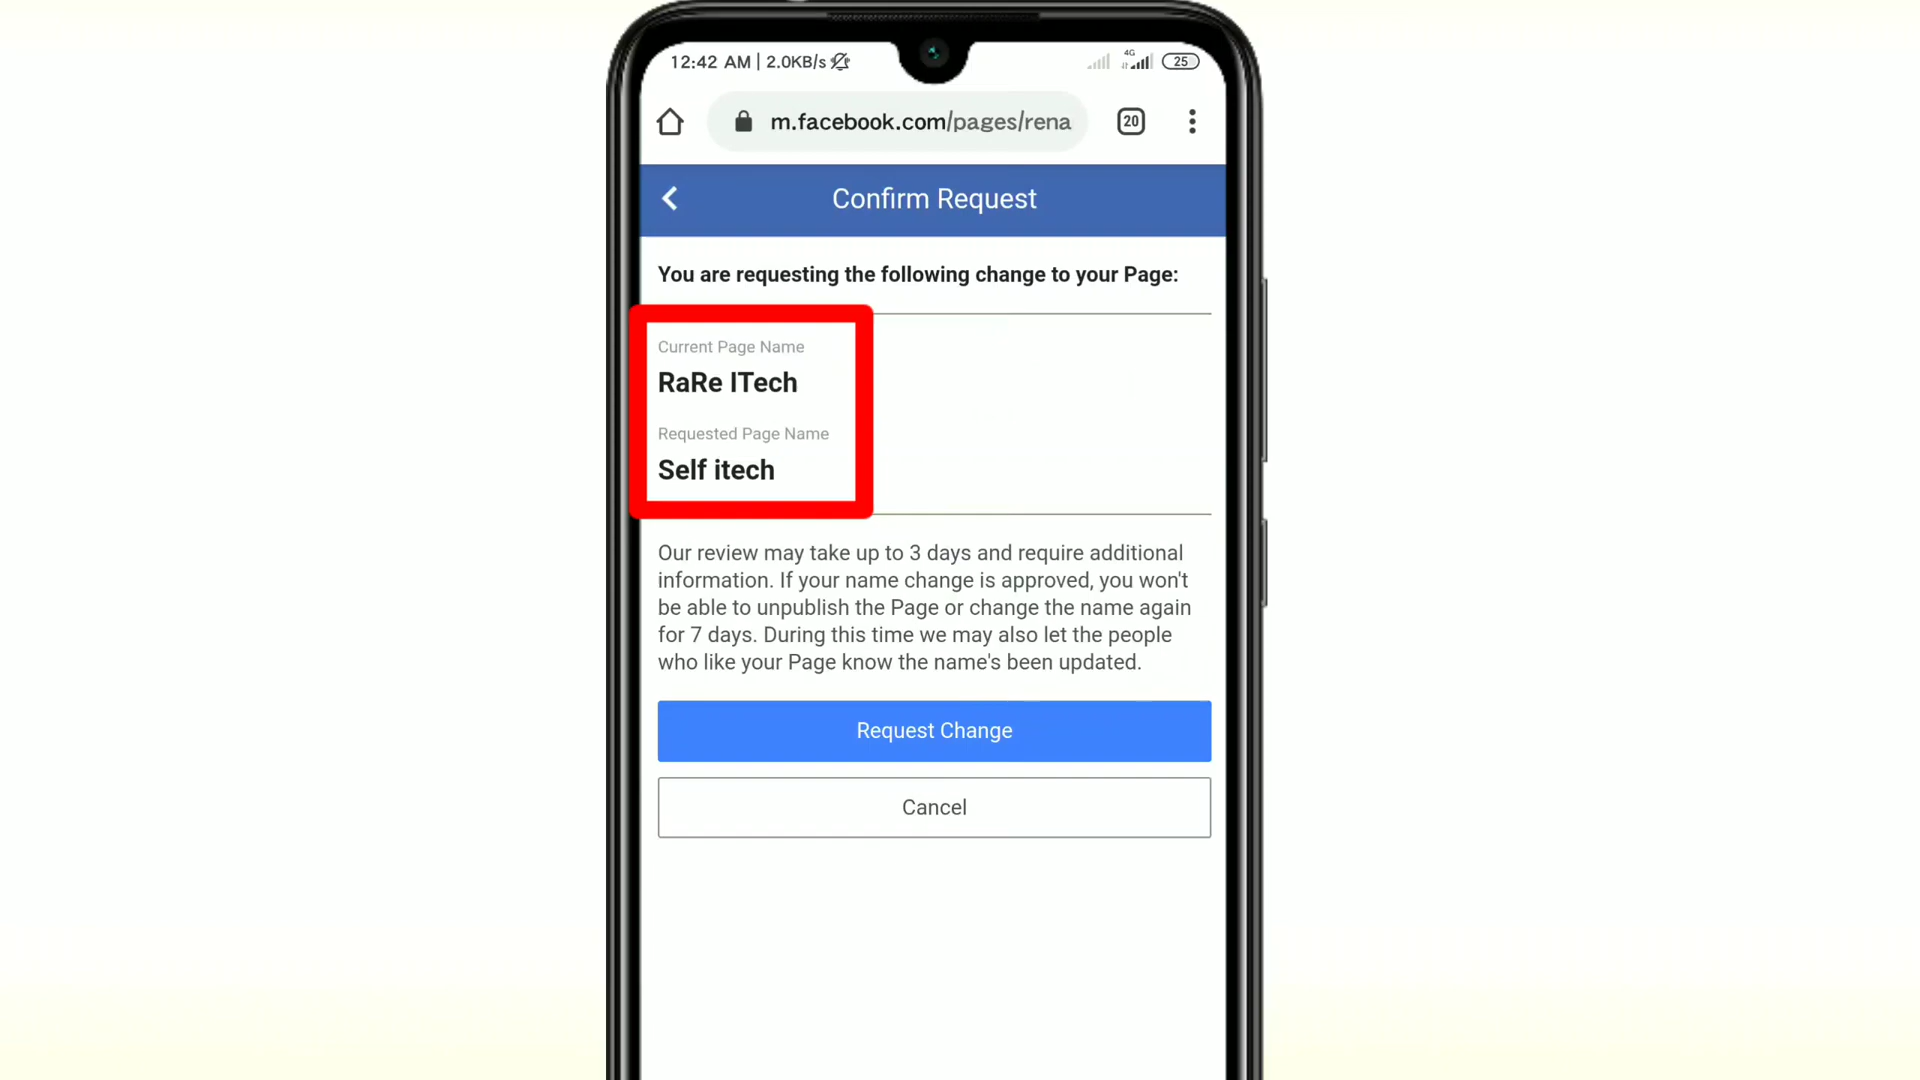 12:42 AM | 2.0KB/s
4G
25
m.facebook.com/pages/rena
20
Confirm Request
You are requesting the following change to your Page:
Current Page Name
RaRe ITech
Requested Page Name
Self itech
Our review may take up to 3 days and require additional
information. If your name change is approved, you won't
be able to unpublish the Page or change the name again
for 7 days. During this time we may also let the people
who like your Page know the name's been updated.
Request Change
Cancel